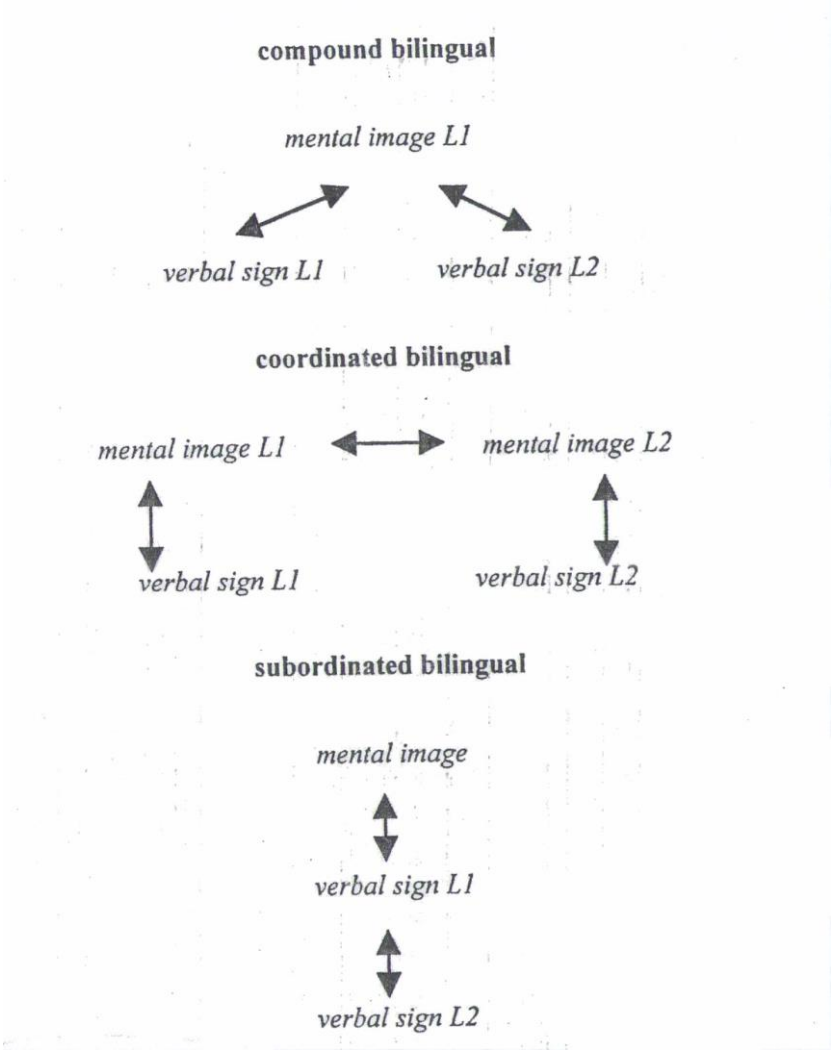 compound bilingual
mental image L1
verbal sign L1 verbal sign L2
coordinated bilingual
mental image L1 mental image L2
verbal sign L1 verbal sign L2
subordinated bilingual
mental image
verbal sign L1
verbal sign L2